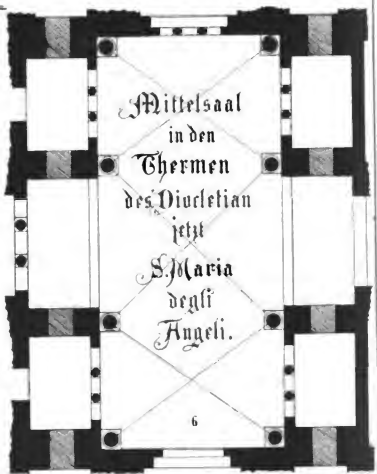 Mittelsaal
in den
Thermen
des Diocletian
jetzt
S. Maria
degli
Angeli.
6